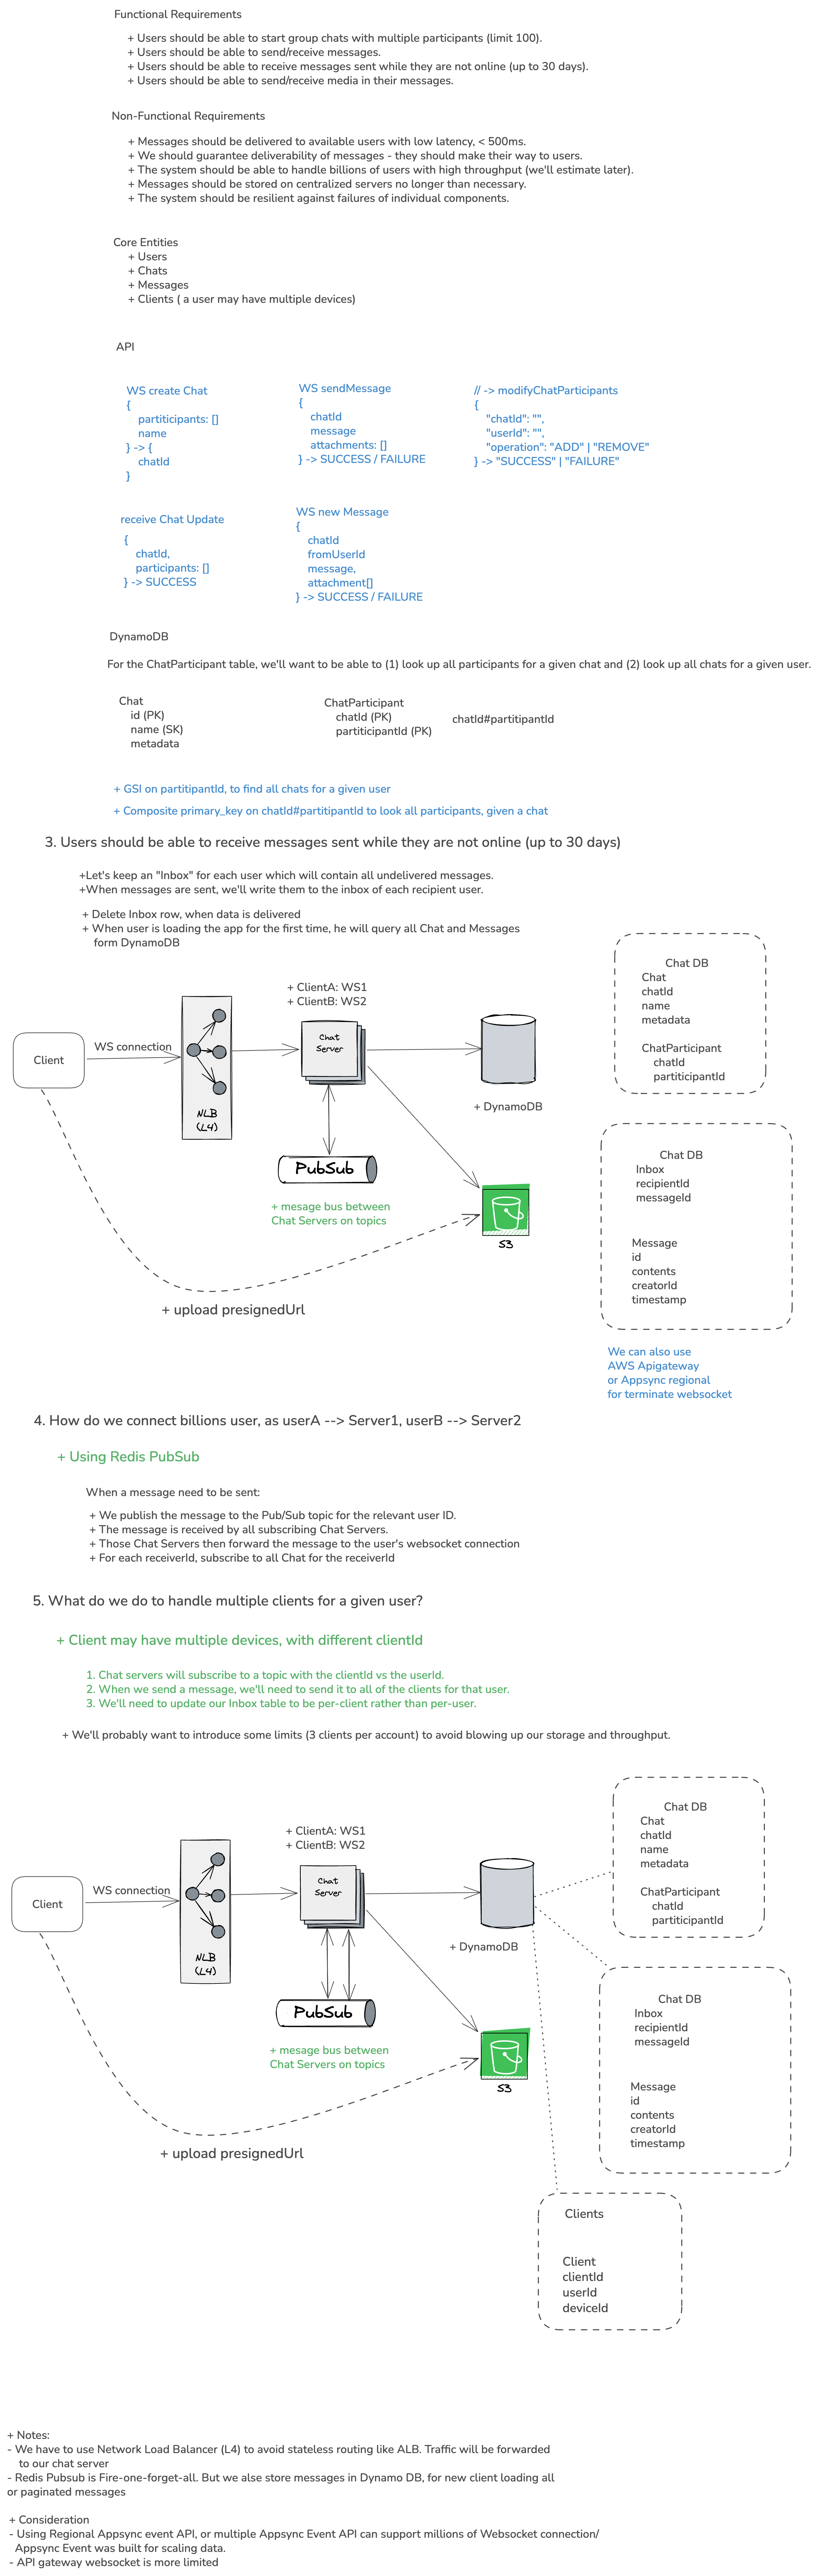 Functional Requirements
+ Users should be able to start group chats with multiple participants (limit 100).
+ Users should be able to send/receive messages.
+ Users should be able to receive messages sent while they are not online (up to 30 days).
+ Users should be able to send/receive media in their messages.
Non-Functional Requirements
+ Messages should be delivered to available users with low latency, < 500ms.
+ We should guarantee deliverability of messages - they should make their way to users.
+ The system should be able to handle billions of users with high throughput (we'll estimate later).
+ Messages should be stored on centralized servers no longer than necessary.
+ The system should be resilient against failures of individual components.
Core Entities
+ Users
+ Chats
+ Messages
+ Clients ( a user may have multiple devices)
API
WS create Chat
{
partiticipants: []
name
} -> {
chatId
}
WS sendMessage
{
chatId
message
attachments: []
} -> SUCCESS / FAILURE
// -> modifyChatParticipants
{
"chatId": "",
"userId": "",
"operation": "ADD" | "REMOVE"
} -> "SUCCESS" | "FAILURE"
receive Chat Update
{
chatId,
participants: []
} -> SUCCESS
WS new Message
{
chatId
fromUserId
message,
attachment[]
} -> SUCCESS / FAILURE
DynamoDB
For the ChatParticipant table, we'll want to be able to (1) look up all participants for a given chat and (2) look up all chats for a given user.
Chat
id (PK)
name (SK)
metadata
ChatParticipant
chatId (PK)
partiticipantId (PK)
chatId#partitipantId
+ GSI on partitipantId, to find all chats for a given user
+ Composite primary_key on chatId#partitipantId to look all participants, given a chat
3. Users should be able to receive messages sent while they are not online (up to 30 days)
+Let's keep an "Inbox" for each user which will contain all undelivered messages.
+When messages are sent, we'll write them to the inbox of each recipient user.
+ Delete Inbox row, when data is delivered
+ When user is loading the app for the first time, he will query all Chat and Messages
form DynamoDB
Client
WS connection
NLB
(L4)
+ ClientA: WS1
+ ClientB: WS2
Chat
Server
PubSub
+ mesage bus between
Chat Servers on topics
+ DynamoDB
S3
+ upload presignedUrl
Chat DB
Chat
chatId
name
metadata
ChatParticipant
chatId
partiticipantId
Chat DB
Inbox
recipientId
messageId
Message
id
contents
creatorId
timestamp
We can also use
AWS Apigateway
or Appsync regional
for terminate websocket
4. How do we connect billions user, as userA --> Server1, userB --> Server2
+ Using Redis PubSub
When a message need to be sent:
+ We publish the message to the Pub/Sub topic for the relevant user ID.
+ The message is received by all subscribing Chat Servers.
+ Those Chat Servers then forward the message to the user's websocket connection
+ For each receiverId, subscribe to all Chat for the receiverId
5. What do we do to handle multiple clients for a given user?
+ Client may have multiple devices, with different clientId
1. Chat servers will subscribe to a topic with the clientId vs the userId.
2. When we send a message, we'll need to send it to all of the clients for that user.
3. We'll need to update our Inbox table to be per-client rather than per-user.
+ We'll probably want to introduce some limits (3 clients per account) to avoid blowing up our storage and throughput.
Client
WS connection
NLB
(L4)
+ ClientA: WS1
+ ClientB: WS2
Chat
Server
PubSub
+ mesage bus between
Chat Servers on topics
+ DynamoDB
S3
+ upload presignedUrl
Chat DB
Chat
chatId
name
metadata
ChatParticipant
chatId
partiticipantId
Chat DB
Inbox
recipientId
messageId
Message
id
contents
creatorId
timestamp
Clients
Client
clientId
userId
deviceId
+ Notes:
- We have to use Network Load Balancer (L4) to avoid stateless routing like ALB. Traffic will be forwarded
to our chat server
- Redis Pubsub is Fire-one-forget-all. But we alse store messages in Dynamo DB, for new client loading all
or paginated messages
+ Consideration
- Using Regional Appsync event API, or multiple Appsync Event API can support millions of Websocket connection/
Appsync Event was built for scaling data.
- API gateway websocket is more limited